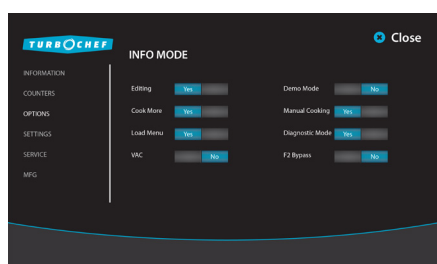 Close
TURBOCHEF
INFO MODE
INFORMATION
COUNTERS
OPTIONS
SETTINGS
SERVICE
MFG
Editing Yes
Cook More Yes
Load Menu Yes
VAC No
Demo Mode No
Manual Cooking Yes
Diagnostic Mode Yes
F2 Bypass No